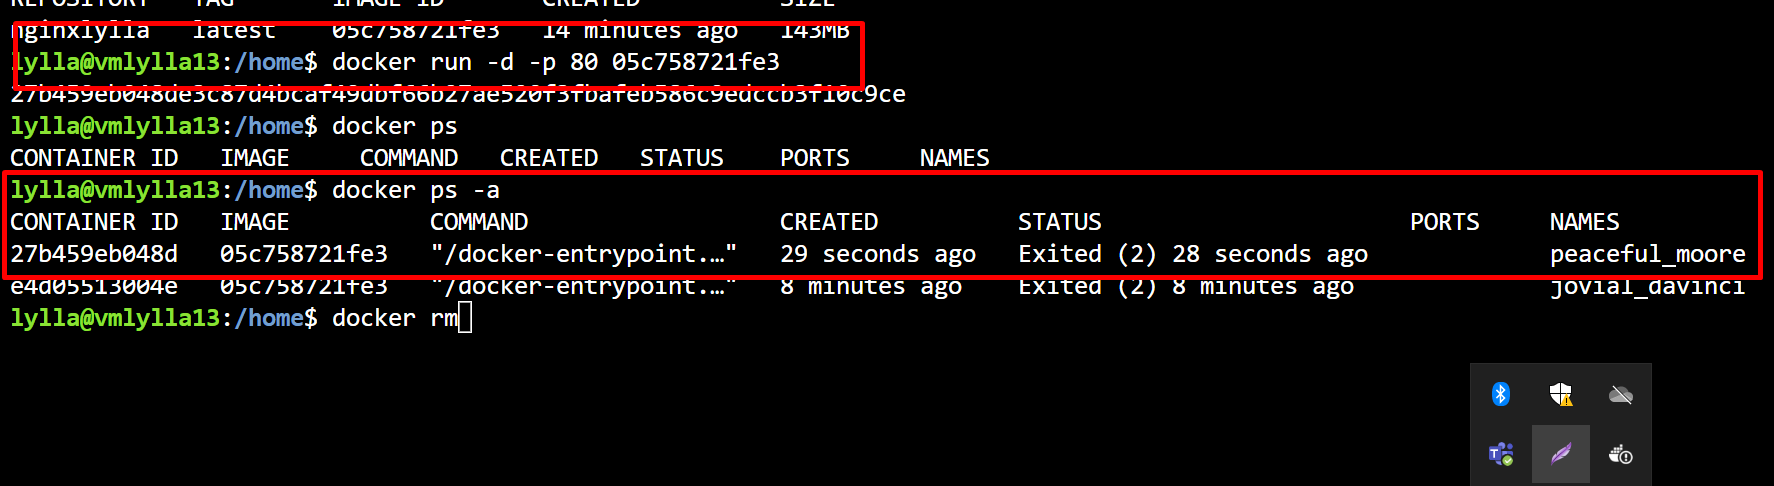 REPOSITORY TAG IMAGE ID CREATED SIZE
nginxlylla latest 05c758721fe3 14 minutes ago 143MB
lylla@vmlylla13:/home$ docker run -d -p 80 05c758721fe3
27b459eb048de3c87d4bcaf49dbf66b27ae520f3fbafeb586c9edccb3f10c9ce
lylla@vmlylla13:/home$ docker ps
CONTAINER ID IMAGE COMMAND CREATED STATUS PORTS NAMES
lylla@vmlylla13:/home$ docker ps -a
CONTAINER ID IMAGE COMMAND CREATED STATUS PORTS NAMES
27b459eb048d 05c758721fe3 "/docker-entrypoint.…" 29 seconds ago Exited (2) 28 seconds ago peaceful_moore
e4d05513004e 05c758721fe3 "/docker-entrypoint.…" 8 minutes ago Exited (2) 8 minutes ago jovial_davinci
lylla@vmlylla13:/home$ docker rm